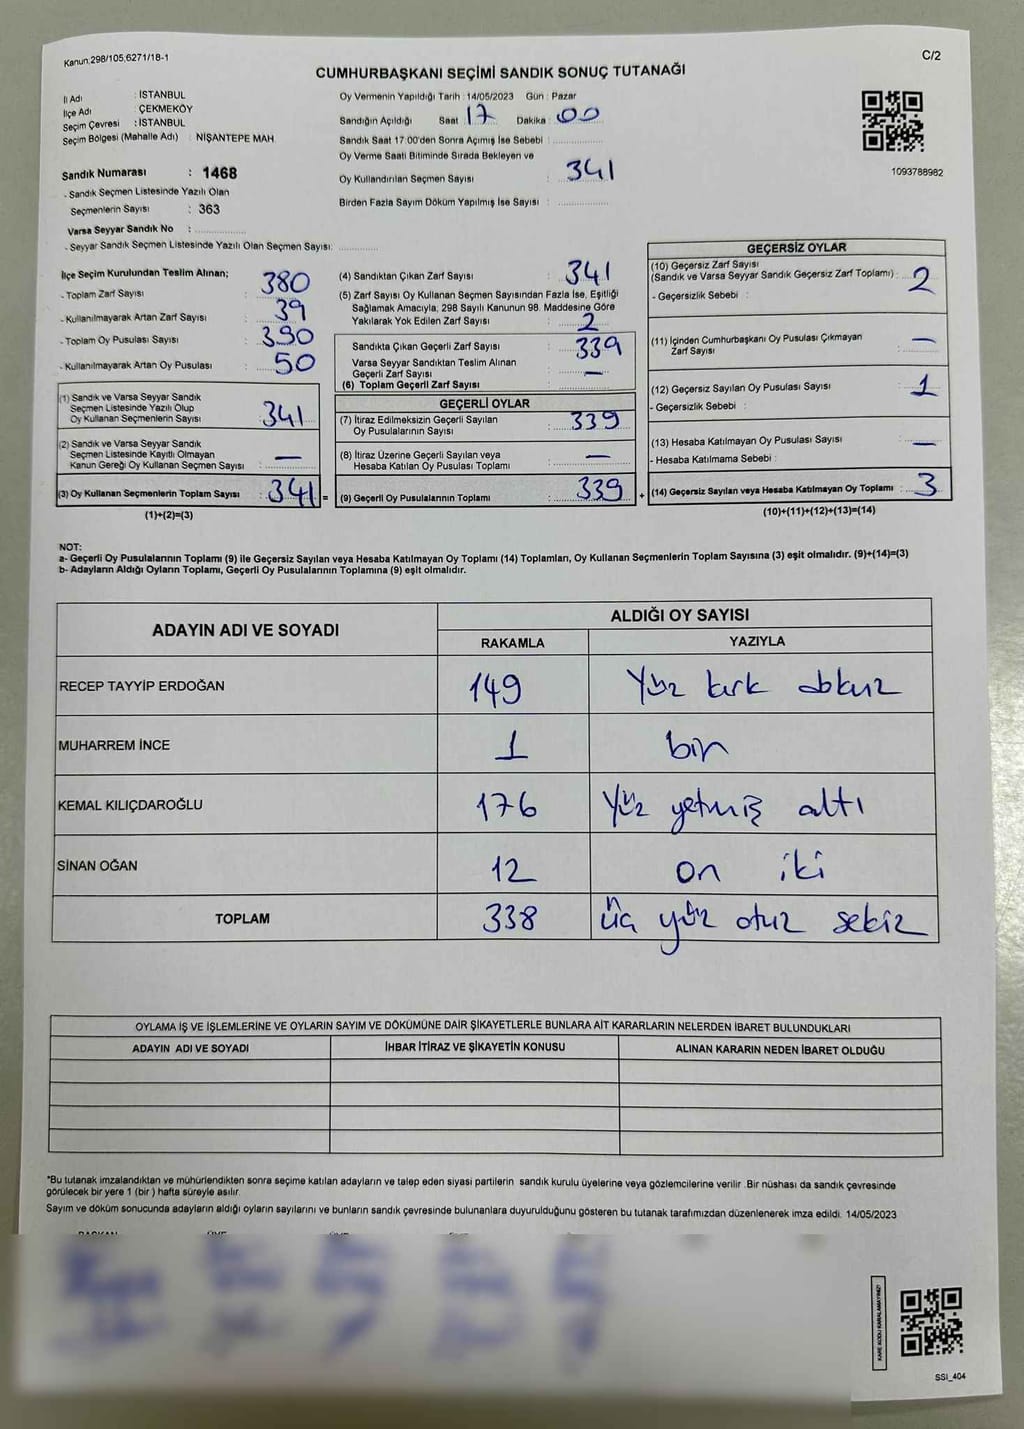 Kanun.298/105,6271/18-1
C/2
CUMHURBAŞKANI SEÇİMİ SANDIK SONUÇ TUTANAĞI
İl Adı : İSTANBUL
İlçe Adı : ÇEKMEKÖY
Seçim Çevresi : İSTANBUL
Seçim Bölgesi (Mahalle Adı) : NİŞANTEPE MAH.
Oy Vermenin Yapıldığı Tarih : 14/05/2023 Gün : Pazar
Sandığın Açıldığı Saat 17 Dakika : 00
Sandık Saat 17.00'den Sonra Açımış İse Sebebi :
Oy Verme Saati Bitiminde Sırada Bekleyen ve
Oy Kullandırılan Seçmen Sayısı : 341
Birden Fazla Sayım Döküm Yapılmış İse Sayısı :
1093788982
Sandık Numarası : 1468
- Sandık Seçmen Listesinde Yazılı Olan
Seçmenlerin Sayısı : 363
Varsa Seyyar Sandık No :
- Seyyar Sandık Seçmen Listesinde Yazılı Olan Seçmen Sayısı:
İlçe Seçim Kurulundan Teslim Alınan;
- Toplam Zarf Sayısı : 380
- Kullanılmayarak Artan Zarf Sayısı : 39
- Toplam Oy Pusulası Sayısı : 390
- Kullanılmayarak Artan Oy Pusulası : 50
(1) Sandık ve Varsa Seyyar Sandık
Seçmen Listesinde Yazılı Olup
Oy Kullanan Seçmenlerin Sayısı : 341
(2) Sandık ve Varsa Seyyar Sandık
Seçmen Listesinde Kayıtlı Olmayan
Kanun Gereği Oy Kullanan Seçmen Sayısı : —
(3) Oy Kullanan Seçmenlerin Toplam Sayısı : 341 =
(1)+(2)=(3)
(4) Sandıktan Çıkan Zarf Sayısı : 341
(5) Zarf Sayısı Oy Kullanan Seçmen Sayısından Fazla İse, Eşitliği
Sağlamak Amacıyla, 298 Sayılı Kanunun 98. Maddesine Göre
Yakılarak Yok Edilen Zarf Sayısı : 2
Sandıkta Çıkan Geçerli Zarf Sayısı : 339
Varsa Seyyar Sandıktan Teslim Alınan
Geçerli Zarf Sayısı : —
(6) Toplam Geçerli Zarf Sayısı :
GEÇERLİ OYLAR
(7) İtiraz Edilmeksizin Geçerli Sayılan
Oy Pusulalarının Sayısı : 339
(8) İtiraz Üzerine Geçerli Sayılan veya
Hesaba Katılan Oy Pusulası Toplamı : —
(9) Geçerli Oy Pusulalarının Toplamı : 339 +
GEÇERSİZ OYLAR
(10) Geçersiz Zarf Sayısı
(Sandık ve Varsa Seyyar Sandık Geçersiz Zarf Toplamı) : 2
- Geçersizlik Sebebi :
(11) İçinden Cumhurbaşkanı Oy Pusulası Çıkmayan
Zarf Sayısı : —
(12) Geçersiz Sayılan Oy Pusulası Sayısı : 1
- Geçersizlik Sebebi :
(13) Hesaba Katılmayan Oy Pusulası Sayısı : —
- Hesaba Katılmama Sebebi :
(14) Geçersiz Sayılan veya Hesaba Katılmayan Oy Toplamı : 3
(10)+(11)+(12)+(13)=(14)
NOT:
a- Geçerli Oy Pusulalarının Toplamı (9) ile Geçersiz Sayılan veya Hesaba Katılmayan Oy Toplamı (14) Toplamları, Oy Kullanan Seçmenlerin Toplam Sayısına (3) eşit olmalıdır. (9)+(14)=(3)
b- Adayların Aldığı Oyların Toplamı, Geçerli Oy Pusulalarının Toplamına (9) eşit olmalıdır.
ADAYIN ADI VE SOYADI
ALDIĞI OY SAYISI
RAKAMLA YAZIYLA
RECEP TAYYİP ERDOĞAN 149 Yüz kırk dokuz
MUHARREM İNCE 1 bir
KEMAL KILIÇDAROĞLU 176 Yüz yetmiş altı
SİNAN OĞAN 12 on iki
TOPLAM 338 üç yüz otuz sekiz
OYLAMA İŞ VE İŞLEMLERİNE VE OYLARIN SAYIM VE DÖKÜMÜNE DAİR ŞİKAYETLERLE BUNLARA AİT KARARLARIN NELERDEN İBARET BULUNDUKLARI
ADAYIN ADI VE SOYADI İHBAR İTİRAZ VE ŞİKAYETİN KONUSU ALINAN KARARIN NEDEN İBARET OLDUĞU
*Bu tutanak imzalandıktan ve mühürlendikten sonra seçime katılan adayların ve talep eden siyasi partilerin sandık kurulu üyelerine veya gözlemcilerine verilir .Bir nüshası da sandık çevresinde
görülecek bir yere 1 (bir ) hafta süreyle asılır.
Sayım ve döküm sonucunda adayların aldığı oyların sayılarını ve bunların sandık çevresinde bulunanlara duyurulduğunu gösteren bu tutanak tarafımızdan düzenlenerek imza edildi. 14/05/2023
KARE KODU KARALAMAYINIZ!
SSI_404